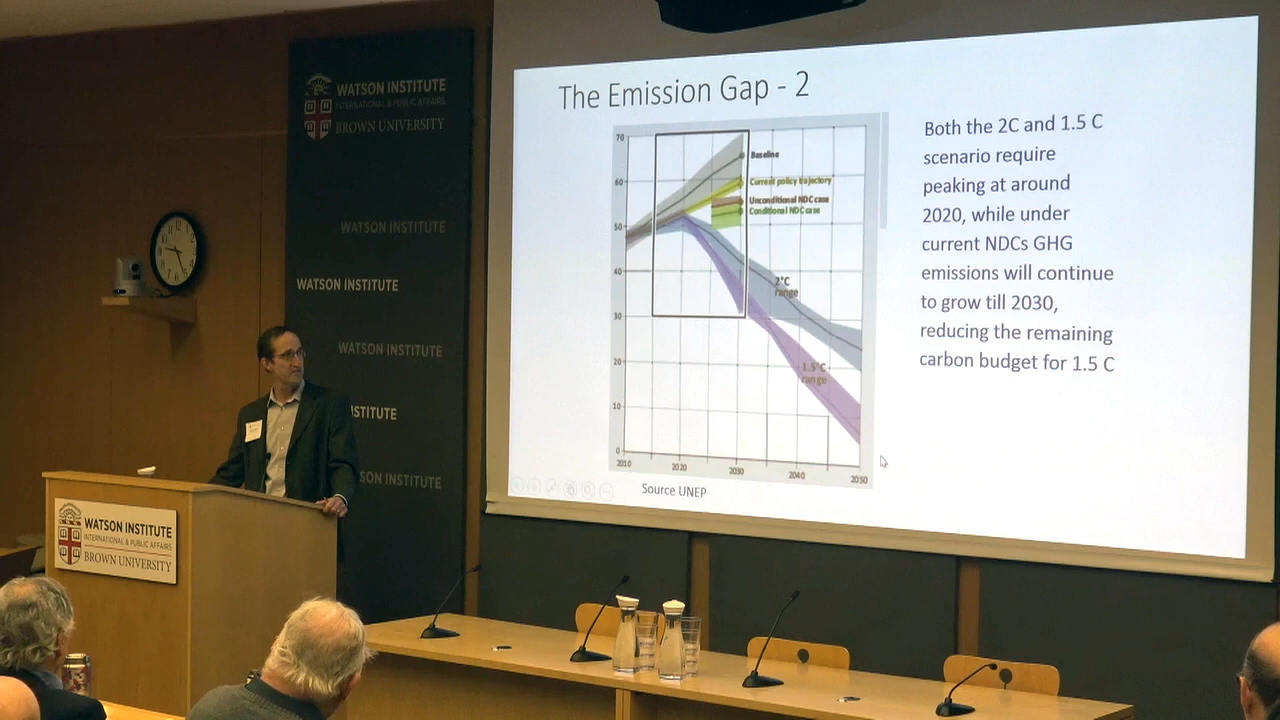 WATSON INSTITUTE
INTERNATIONAL & PUBLIC AFFAIRS
BROWN UNIVERSITY
WATSON INSTITUTE
WATSON INSTITUTE
WATSON INSTITUTE
STITUTE
SON INSTITUTE
WATSON INSTITUTE
INTERNATIONAL & PUBLIC AFFAIRS
BROWN UNIVERSITY
The Emission Gap - 2
70
60
50
40
30
20
10
0
2010
2020
2030
2040
2050
Baseline
Current policy trajectory
Unconditional NDC case
Conditional NDC case
2°C
range
1.5°C
range
Source UNEP
Both the 2C and 1.5 C
scenario require
peaking at around
2020, while under
current NDCs GHG
emissions will continue
to grow till 2030,
reducing the remaining
carbon budget for 1.5 C